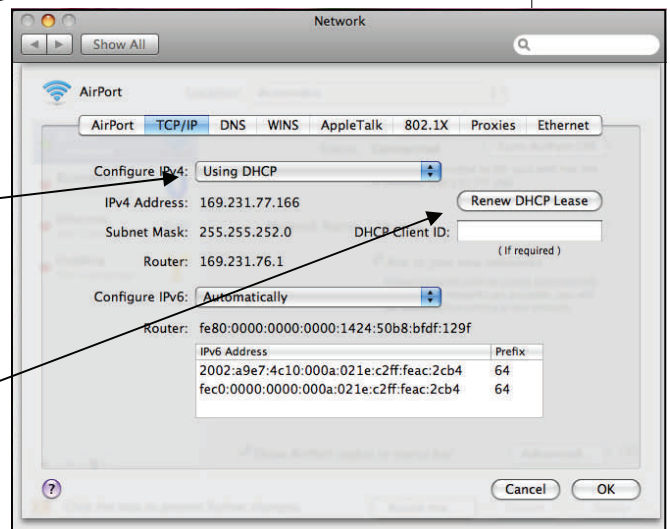 Network
Show All
AirPort
AirPort TCP/IP DNS WINS AppleTalk 802.1X Proxies Ethernet
Configure IPv4: Using DHCP
IPv4 Address: 169.231.77.166 Renew DHCP Lease
Subnet Mask: 255.255.252.0 DHCP Client ID:
( If required )
Router: 169.231.76.1
Configure IPv6: Automatically
Router: fe80:0000:0000:0000:1424:50b8:bfdf:129f
IPv6 Address Prefix
2002:a9e7:4c10:000a:021e:c2ff:feac:2cb4 64
fec0:0000:0000:000a:021e:c2ff:feac:2cb4 64
? Cancel OK